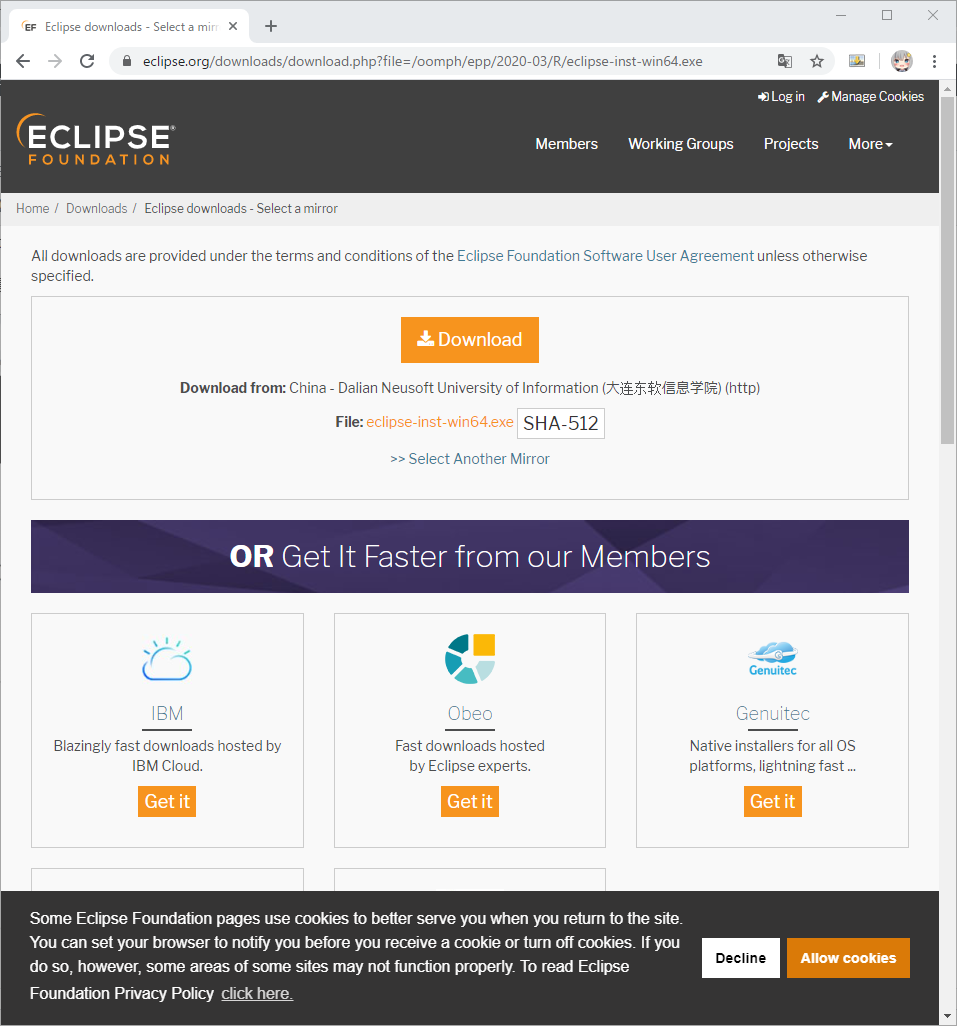 EF Eclipse downloads - Select a mir
eclipse.org/downloads/download.php?file=/oomph/epp/2020-03/R/eclipse-inst-win64.exe
Log in Manage Cookies
ECLIPSE®
FOUNDATION
Members Working Groups Projects More
Home / Downloads / Eclipse downloads - Select a mirror
All downloads are provided under the terms and conditions of the Eclipse Foundation Software User Agreement unless otherwise
specified.
Download
Download from: China - Dalian Neusoft University of Information (大连东软信息学院) (http)
File: eclipse-inst-win64.exe SHA-512
>> Select Another Mirror
OR Get It Faster from our Members
Genuitec
IBM
Blazingly fast downloads hosted by
IBM Cloud.
Get it
Obeo
Fast downloads hosted
by Eclipse experts.
Get it
Genuitec
Native installers for all OS
platforms, lightning fast ...
Get it
Some Eclipse Foundation pages use cookies to better serve you when you return to the site.
You can set your browser to notify you before you receive a cookie or turn off cookies. If you
do so, however, some areas of some sites may not function properly. To read Eclipse
Foundation Privacy Policy click here.
Decline
Allow cookies